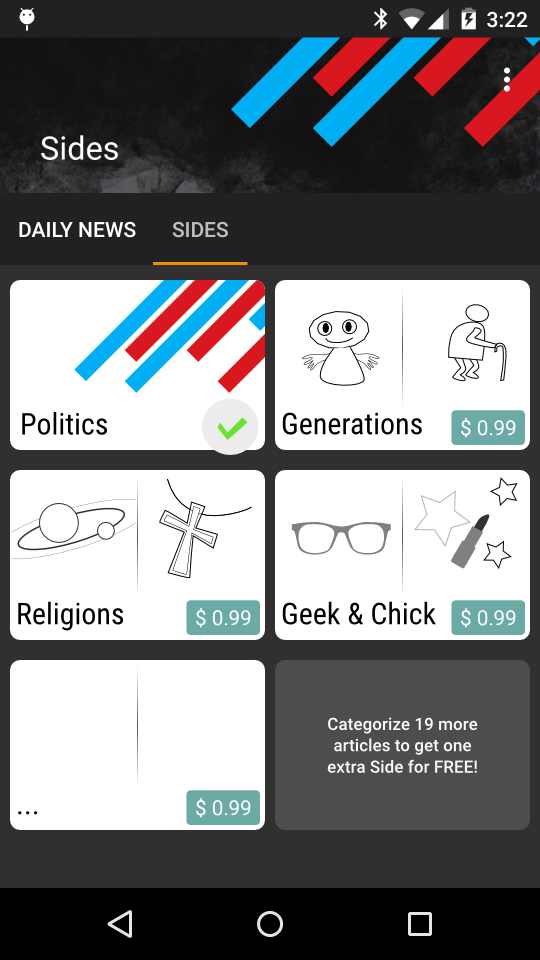 3:22
Sides
DAILY NEWS
SIDES
Politics
Generations
$ 0.99
Religions
$ 0.99
Geek & Chick
$ 0.99
...
$ 0.99
Categorize 19 more
articles to get one
extra Side for FREE!